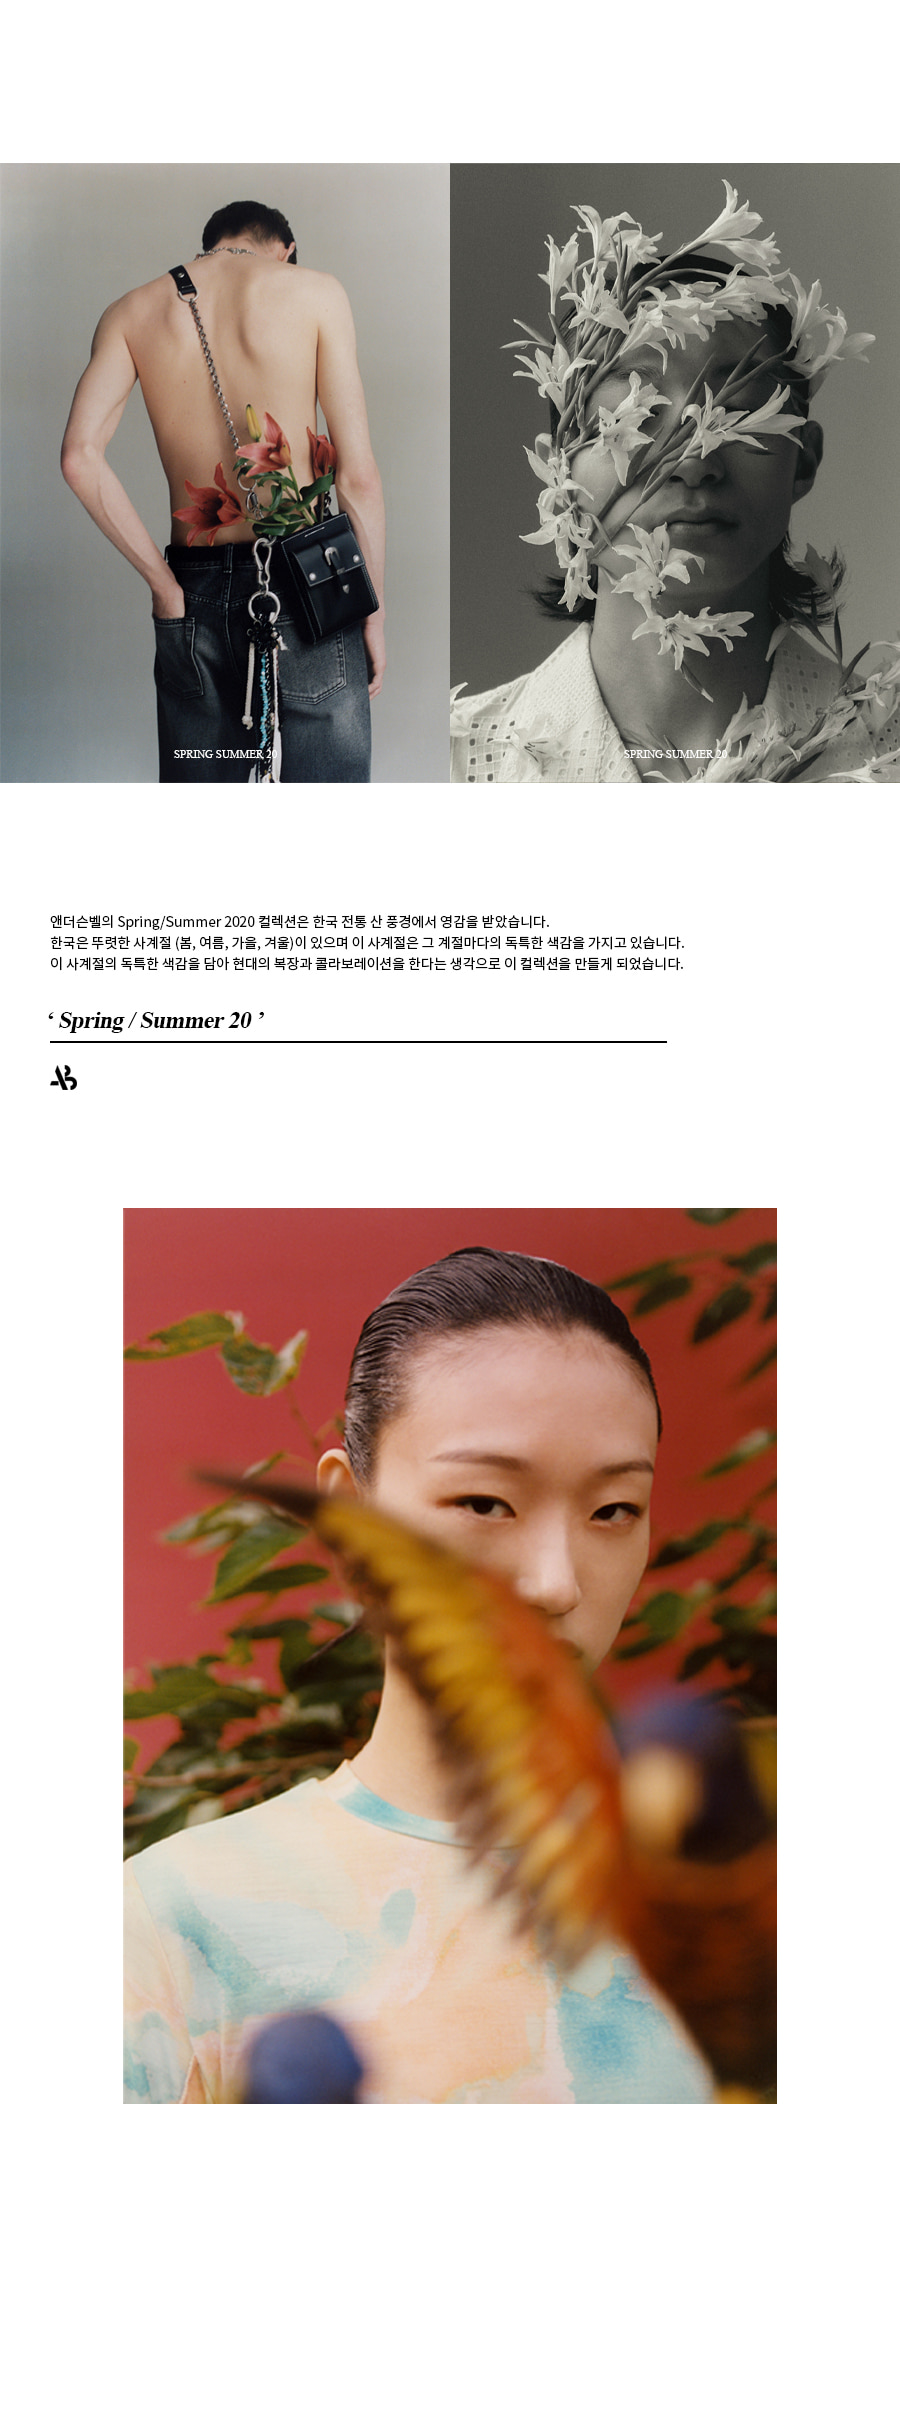 SPRING SUMMER 20
SPRING SUMMER 20
앤더슨벨의 Spring/Summer 2020 컬렉션은 한국 전통 산 풍경에서 영감을 받았습니다.
한국은 뚜렷한 사계절 (봄, 여름, 가을, 겨울)이 있으며 이 사계절은 그 계절마다의 독특한 색감을 가지고 있습니다.
이 사계절의 독특한 색감을 담아 현대의 복장과 콜라보레이션을 한다는 생각으로 이 컬렉션을 만들게 되었습니다.
‘ Spring / Summer 20 ’
AB